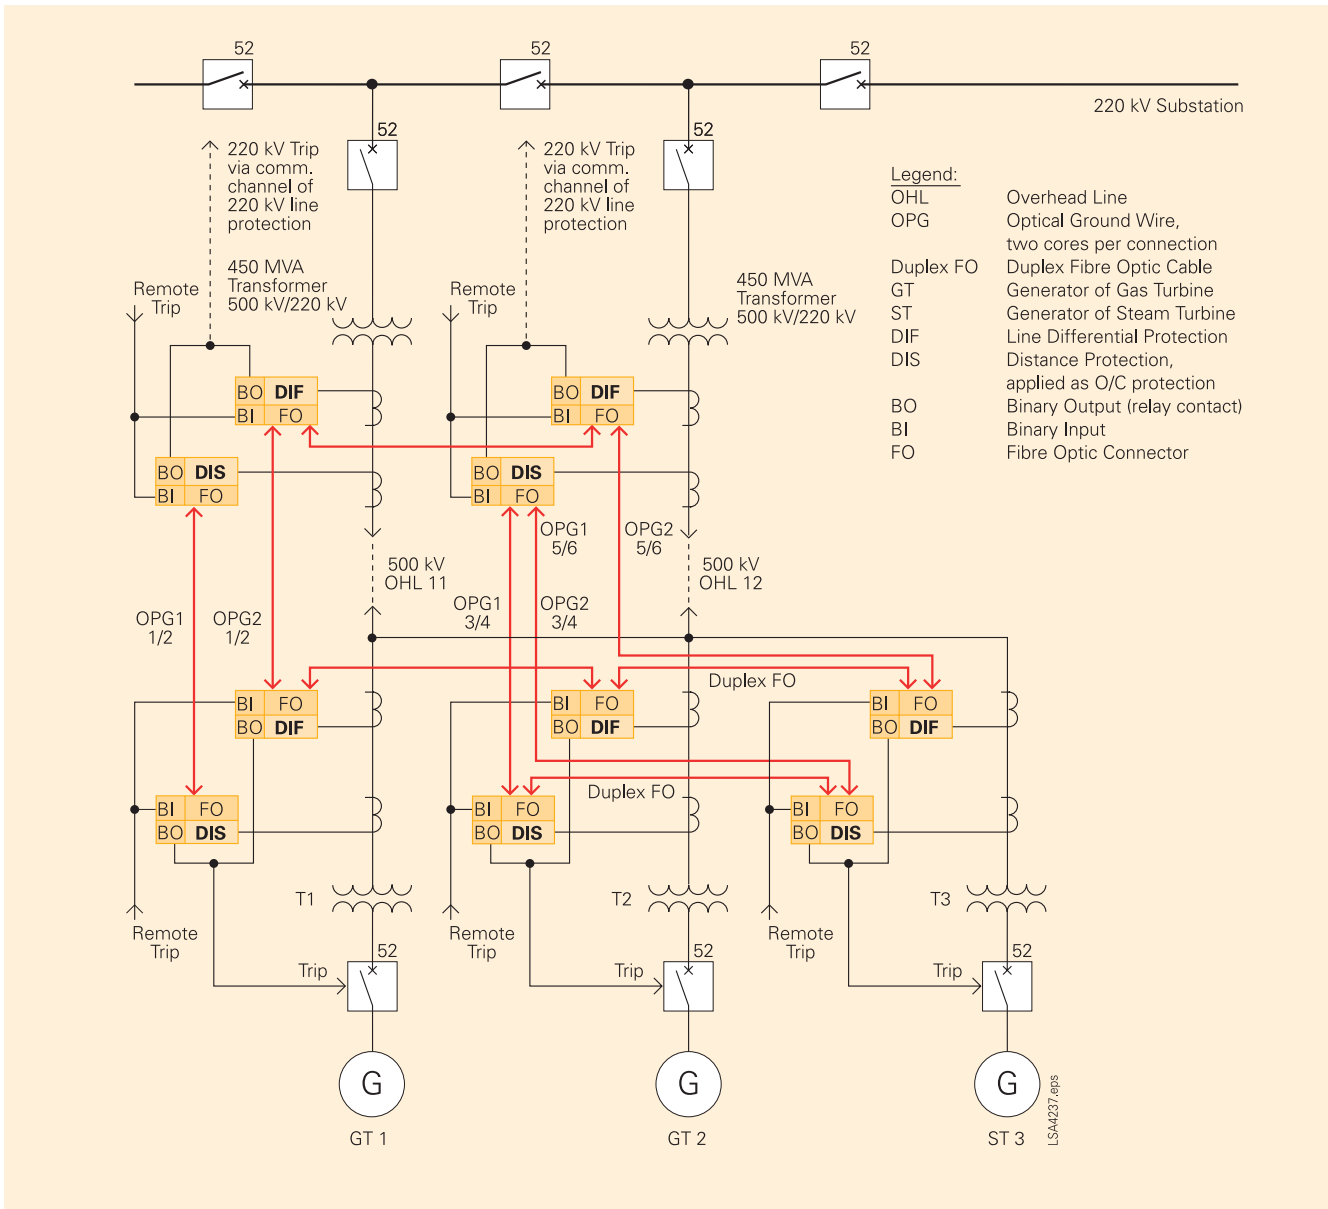 52
52
52
220 kV Substation
52
52
220 kV Trip
via comm.
channel of
220 kV line
protection
220 kV Trip
via comm.
channel of
220 kV line
protection
Legend:
OHL Overhead Line
OPG Optical Ground Wire,
two cores per connection
Duplex FO Duplex Fibre Optic Cable
GT Generator of Gas Turbine
ST Generator of Steam Turbine
DIF Line Differential Protection
DIS Distance Protection,
applied as O/C protection
BO Binary Output (relay contact)
BI Binary Input
FO Fibre Optic Connector
Remote
Trip
450 MVA
Transformer
500 kV/220 kV
Remote
Trip
450 MVA
Transformer
500 kV/220 kV
BO DIF
BI FO
BO DIF
BI FO
BO DIS
BI FO
BO DIS
BI FO
OPG1
5/6
OPG2
5/6
500 kV
OHL 11
500 kV
OHL 12
OPG1
1/2
OPG2
1/2
OPG1
3/4
OPG2
3/4
Duplex FO
BI FO
BO DIF
BI FO
BO DIF
BI FO
BO DIF
Duplex FO
BI FO
BO DIS
BI FO
BO DIS
BI FO
BO DIS
T1
T2
T3
Remote
Trip
Remote
Trip
Remote
Trip
52
52
52
Trip
Trip
Trip
G
G
G
GT 1
GT 2
ST 3
LSA4237.eps